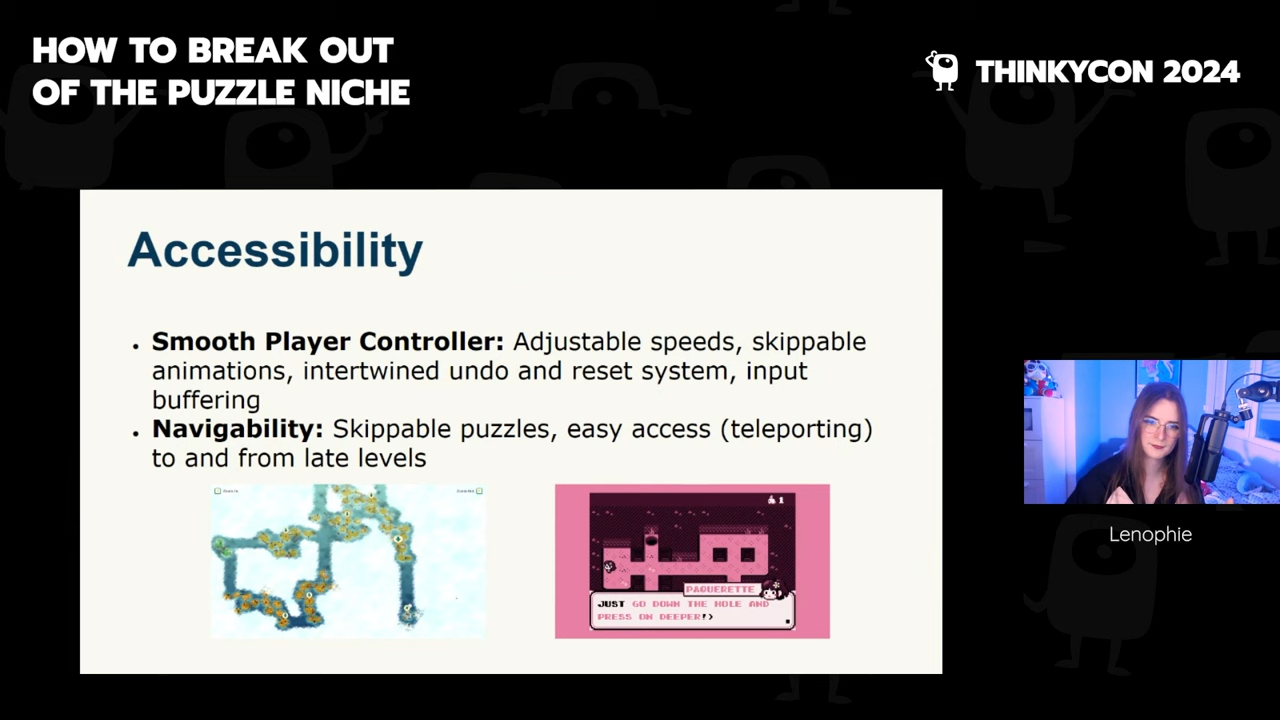 HOW TO BREAK OUT
OF THE PUZZLE NICHE
THINKYCON 2024
Accessibility
• Smooth Player Controller: Adjustable speeds, skippable
animations, intertwined undo and reset system, input
buffering
• Navigability: Skippable puzzles, easy access (teleporting)
to and from late levels
1
PAQUERETTE
JUST GO DOWN THE HOLE AND
PRESS ON DEEPER!>
Lenophie